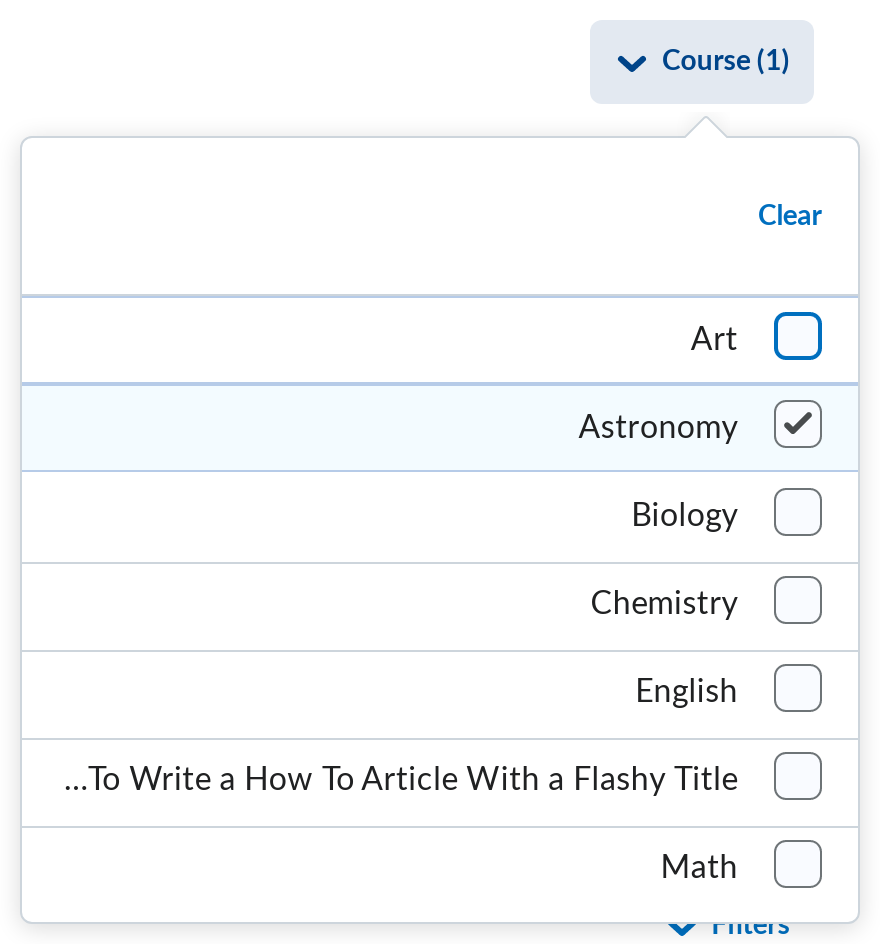 Course (1)
Clear
Art
Astronomy
Biology
Chemistry
English
...To Write a How To Article With a Flashy Title
Math
Filters